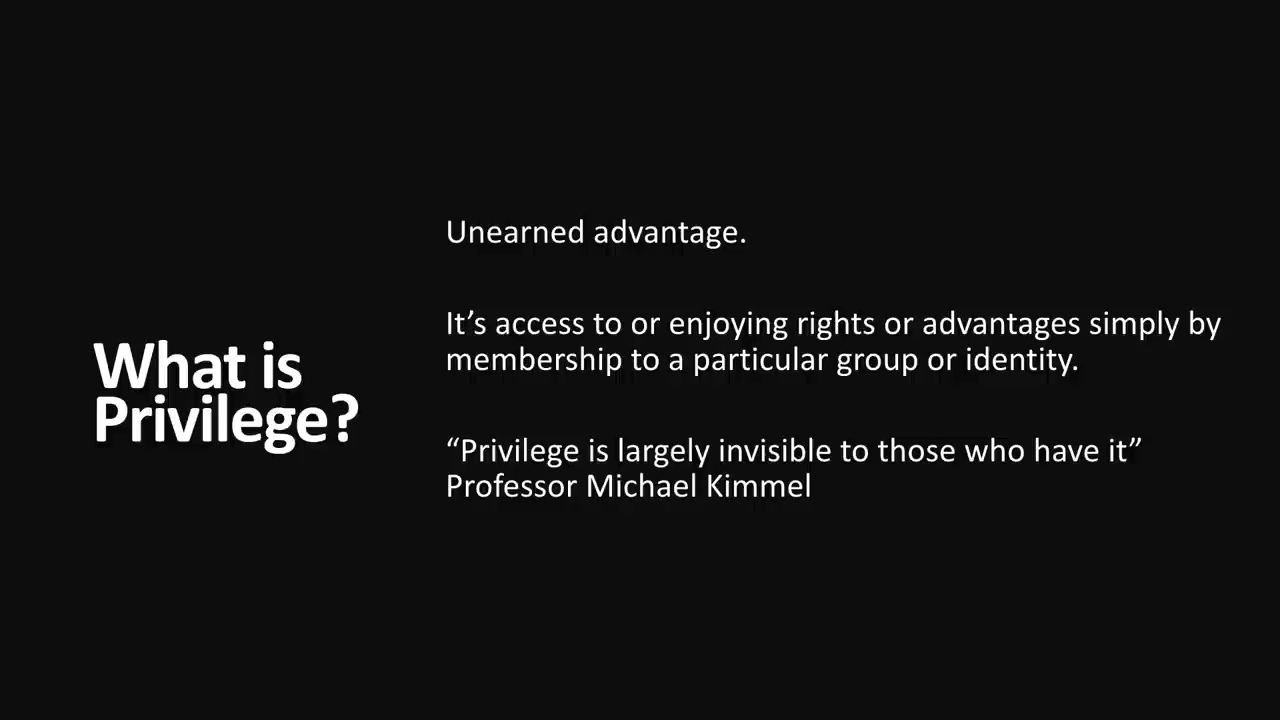 What is
Privilege?
Unearned advantage.
It’s access to or enjoying rights or advantages simply by
membership to a particular group or identity.
“Privilege is largely invisible to those who have it”
Professor Michael Kimmel